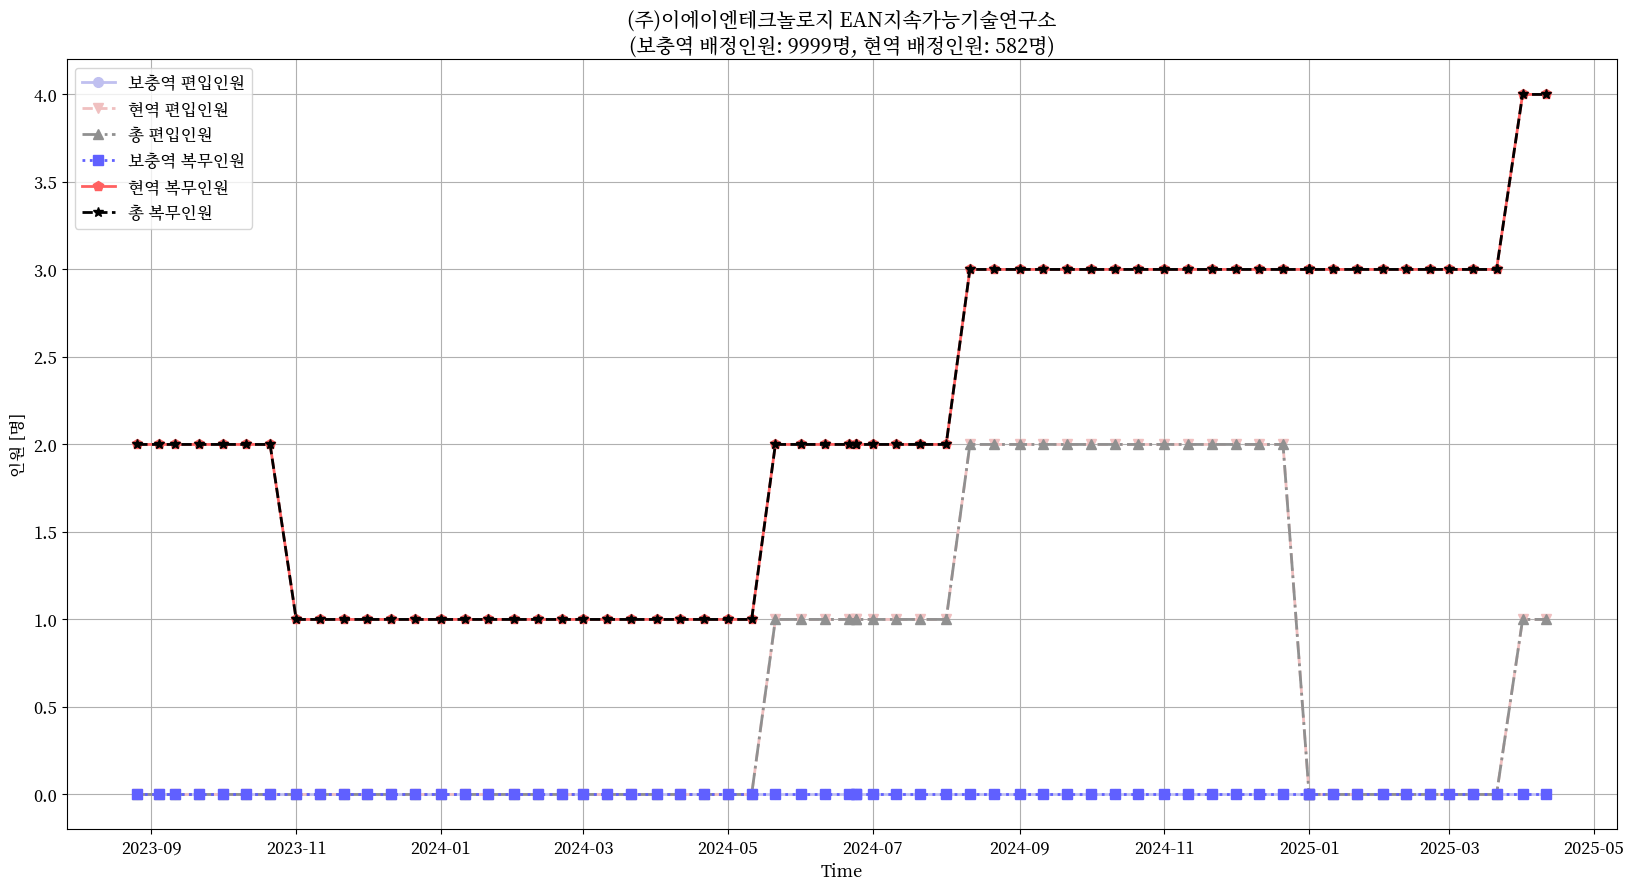 (주)이에이엔테크놀로지 EAN지속가능기술연구소
(보충역 배정인원: 9999명, 현역 배정인원: 582명)
보충역 편입인원
현역 편입인원
총 편입인원
보충역 복무인원
현역 복무인원
총 복무인원
4.0
3.5
3.0
2.5
2.0
1.5
1.0
0.5
0.0
인원 [명]
2023-09 2023-11 2024-01 2024-03 2024-05 2024-07 2024-09 2024-11 2025-01 2025-03 2025-05
Time